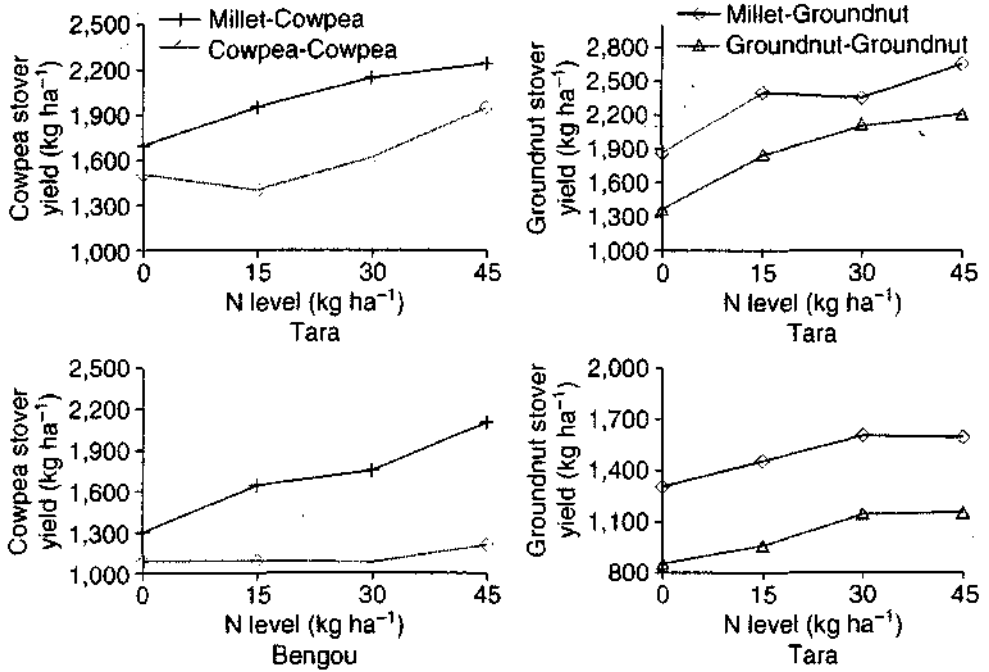 Millet-Cowpea
Cowpea-Cowpea
Cowpea stover
yield (kg ha⁻¹)
2,500
2,200
1,900
1,600
1,300
1,000
0 15 30 45
N level (kg ha⁻¹)
Tara
Millet-Groundnut
Groundnut-Groundnut
Groundnut stover
yield (kg ha⁻¹)
2,800
2,500
2,200
1,900
1,600
1,300
1,000
0 15 30 45
N level (kg ha⁻¹)
Tara
Cowpea stover
yield (kg ha⁻¹)
2,500
2,200
1,900
1,600
1,300
1,000
0 15 30 45
N level (kg ha⁻¹)
Bengou
Groundnut stover
yield (kg ha⁻¹)
2,000
1,700
1,400
1,100
800
0 15 30 45
N level (kg ha⁻¹)
Tara